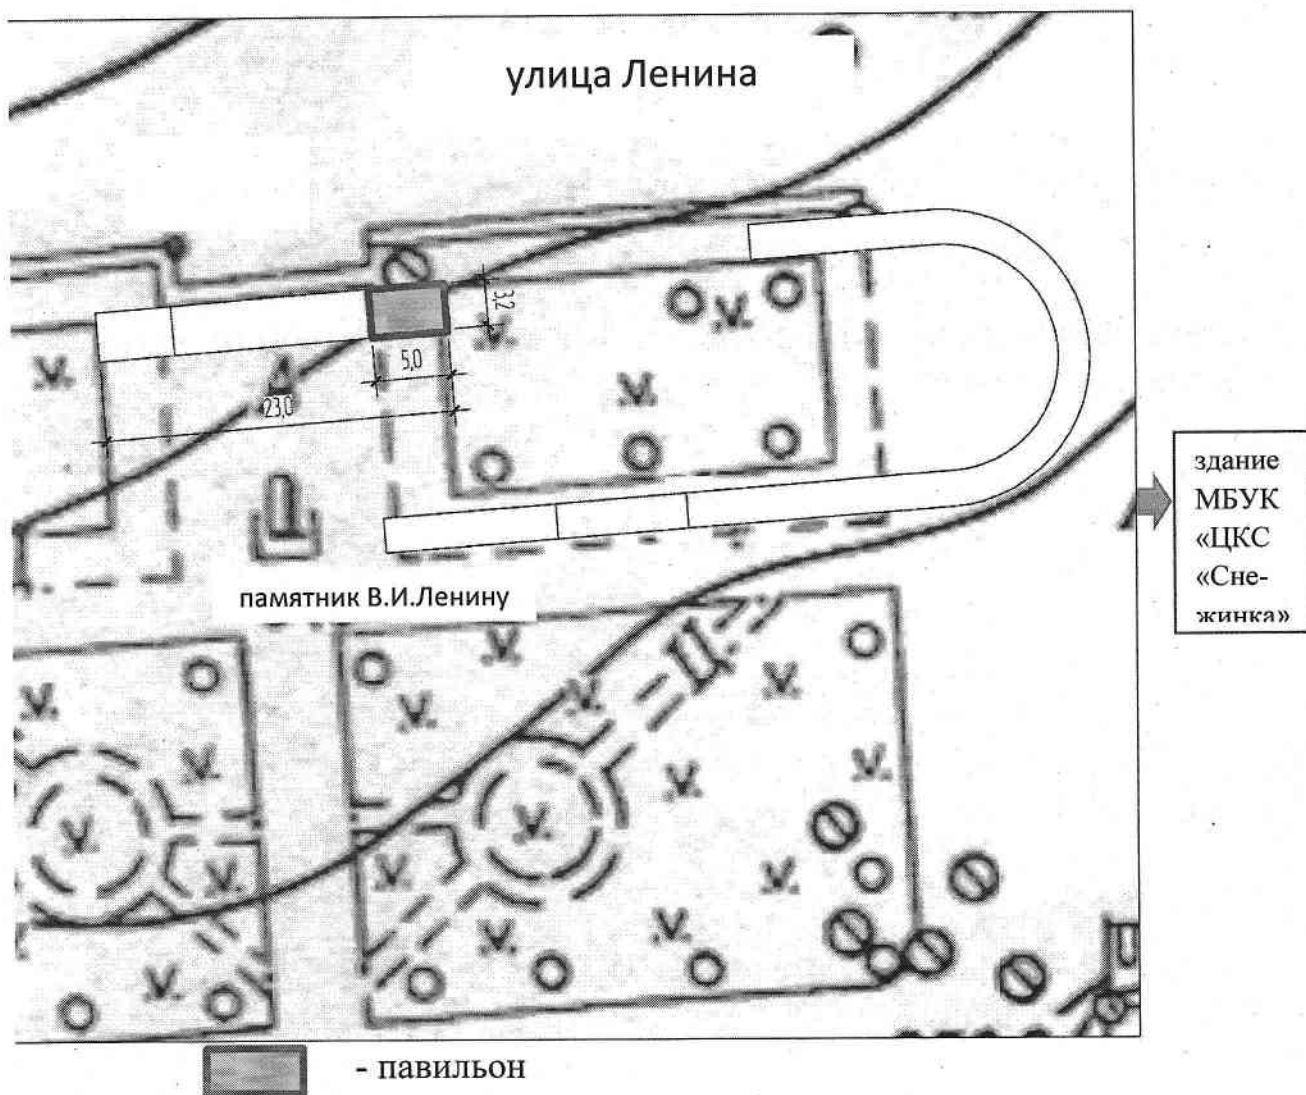 улица Ленина
3,2
5,0
23,0
здание
МБУК
«ЦКС
«Сне-
жинка»
памятник В.И.Ленину
Ц
- павильон